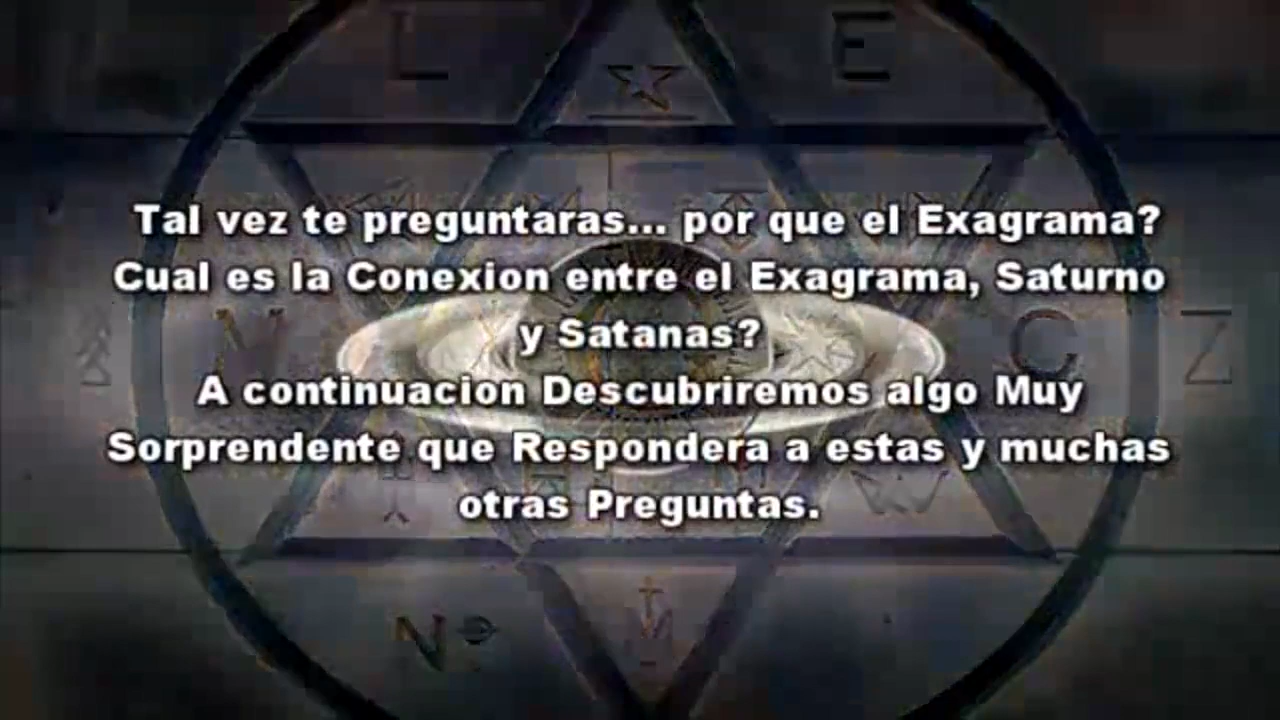 L E
Tal vez te preguntaras... por que el Exagrama?
Cual es la Conexion entre el Exagrama, Saturno
y Satanas?
A continuacion Descubriremos algo Muy
Sorprendente que Respondera a estas y muchas
otras Preguntas.